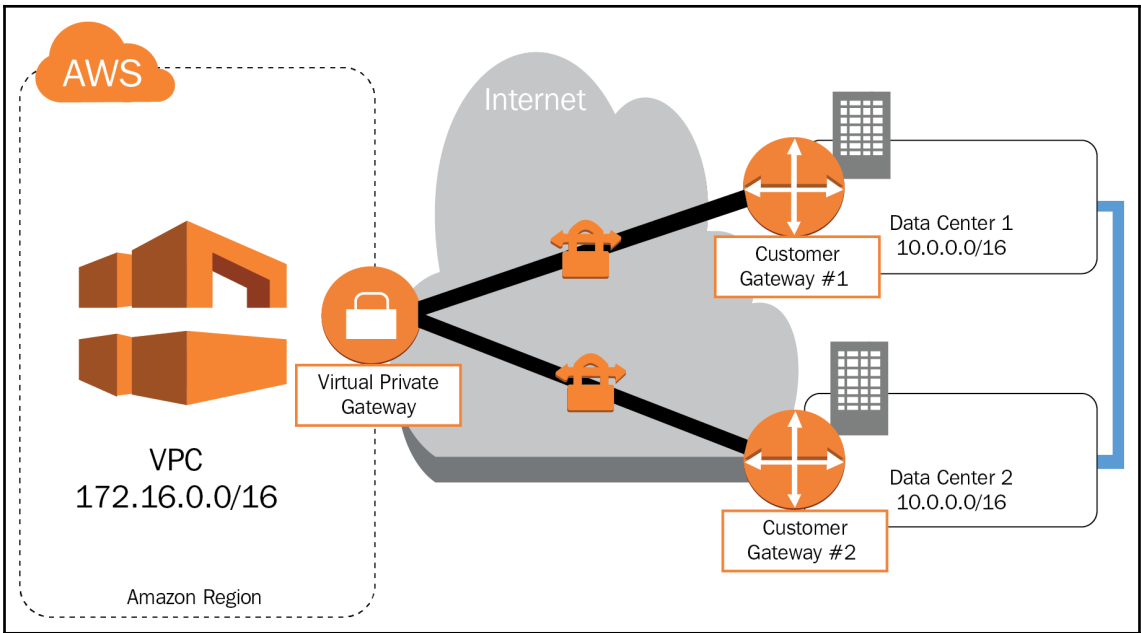 AWS
Internet
Customer
Gateway #1
Data Center 1
10.0.0.0/16
Virtual Private
Gateway
VPC
172.16.0.0/16
Data Center 2
10.0.0.0/16
Customer
Gateway #2
Amazon Region